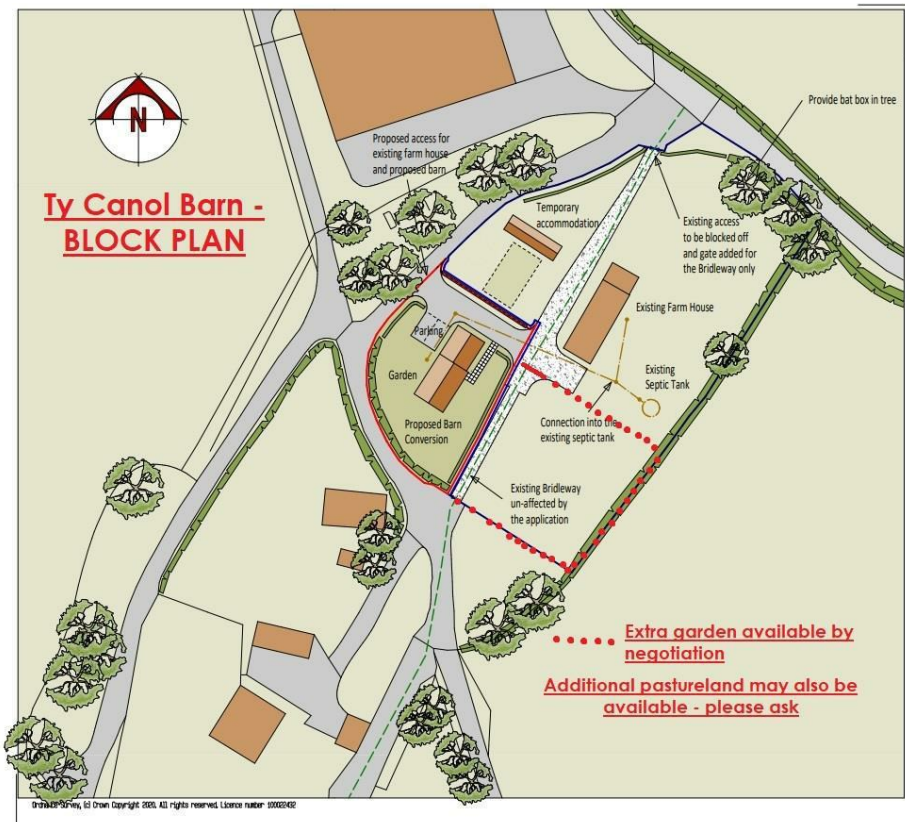 N
Ty Canol Barn -
BLOCK PLAN
Proposed access for
existing farm house
and proposed barn
Provide bat box in tree
Temporary
accommodation
Existing access
to be blocked off
and gate added for
the Bridleway only
Existing Farm House
Parking
Garden
Existing
Septic Tank
Proposed Barn
Conversion
Connection into the
existing septic tank
Existing Bridleway
un-affected by
the application
Extra garden available by
negotiation
Additional pastureland may also be
available - please ask
Ordnance Survey, (c) Crown Copyright 2020. All rights reserved. Licence number 100022432